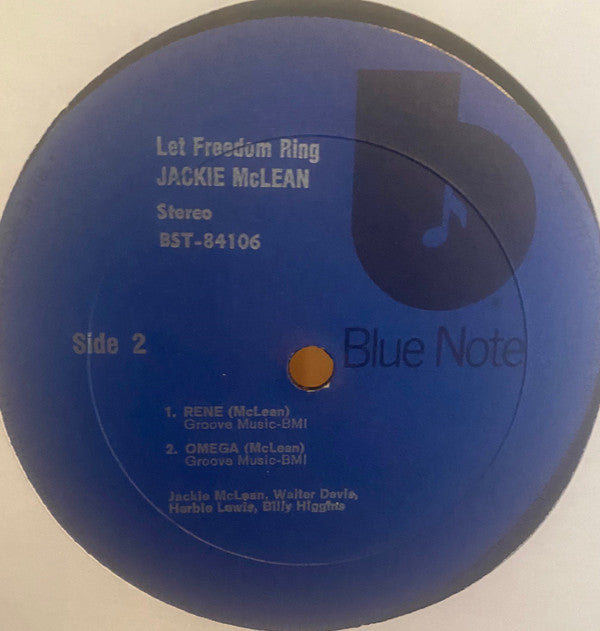 Let Freedom Ring
JACKIE McLEAN
Stereo
BST-84106
Side 2
Blue Note
1. RENE (McLean)
Groove Music-BMI
2. OMEGA (McLean)
Groove Music-BMI
Jackie McLean, Walter Davis,
Herbie Lewis, Billy Higgins